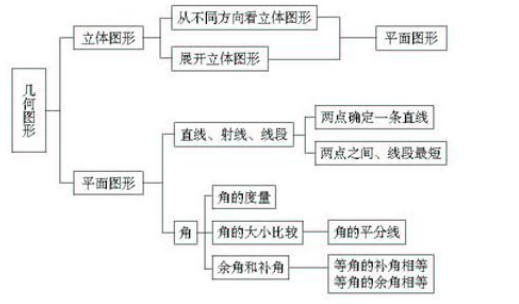 几何图形
立体图形
从不同方向看立体图形
展开立体图形
平面图形
平面图形
直线、射线、线段
两点确定一条直线
两点之间、线段最短
角
角的度量
角的大小比较
角的平分线
余角和补角
等角的补角相等
等角的余角相等